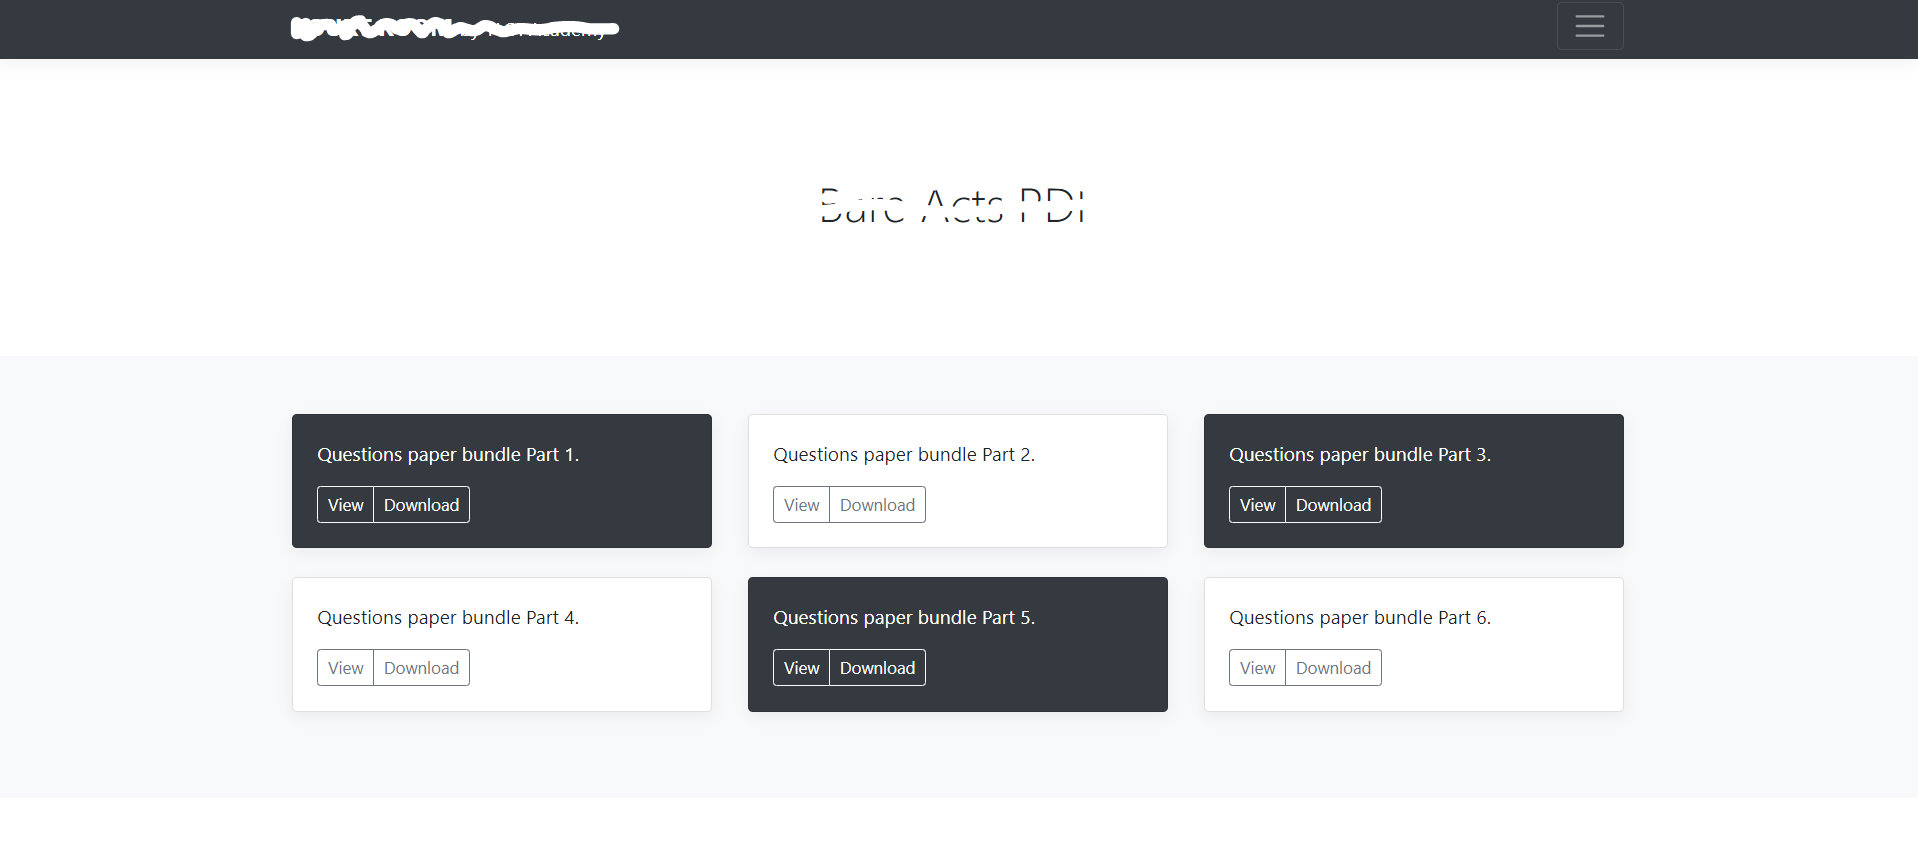 Academy
Bare Acts PDF
Questions paper bundle Part 1.
View Download
Questions paper bundle Part 2.
View Download
Questions paper bundle Part 3.
View Download
Questions paper bundle Part 4.
View Download
Questions paper bundle Part 5.
View Download
Questions paper bundle Part 6.
View Download